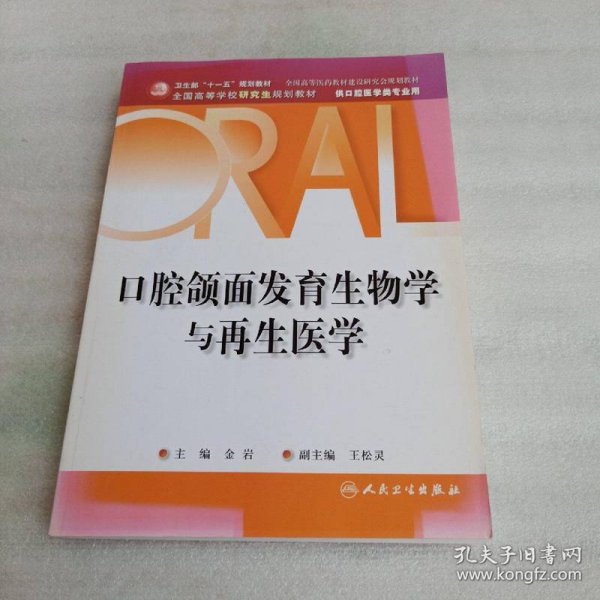 卫生部“十一五”规划教材 全国高等医药教材建设研究会规划教材
全国高等学校研究生规划教材 供口腔医学类专业用
ORAL
口腔颌面发育生物学
与再生医学
主编 金岩 副主编 王松灵
人民卫生出版社
孔夫子旧书网
www.kongfz.com